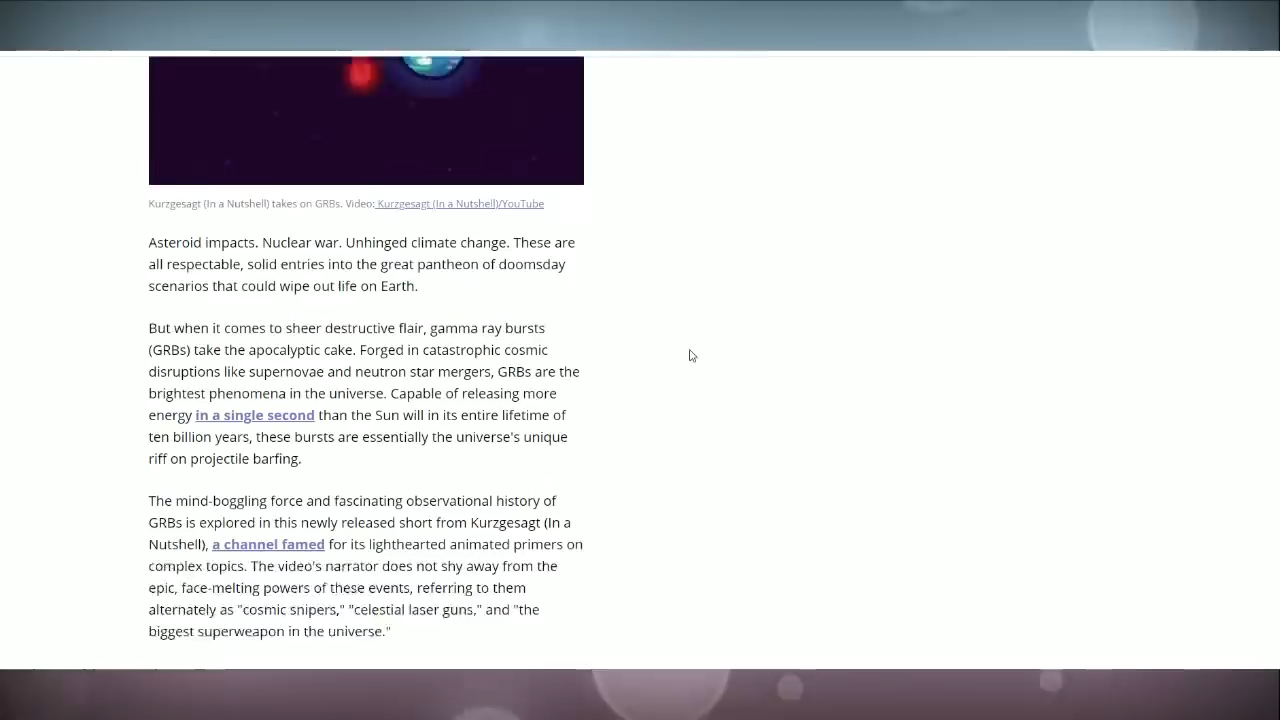 Kurzgesagt (In a Nutshell) takes on GRBs. Video: Kurzgesagt (In a Nutshell)/YouTube
Asteroid impacts. Nuclear war. Unhinged climate change. These are
all respectable, solid entries into the great pantheon of doomsday
scenarios that could wipe out life on Earth.
But when it comes to sheer destructive flair, gamma ray bursts
(GRBs) take the apocalyptic cake. Forged in catastrophic cosmic
disruptions like supernovae and neutron star mergers, GRBs are the
brightest phenomena in the universe. Capable of releasing more
energy in a single second than the Sun will in its entire lifetime of
ten billion years, these bursts are essentially the universe's unique
riff on projectile barfing.
The mind-boggling force and fascinating observational history of
GRBs is explored in this newly released short from Kurzgesagt (In a
Nutshell), a channel famed for its lighthearted animated primers on
complex topics. The video's narrator does not shy away from the
epic, face-melting powers of these events, referring to them
alternately as "cosmic snipers," "celestial laser guns," and "the
biggest superweapon in the universe."